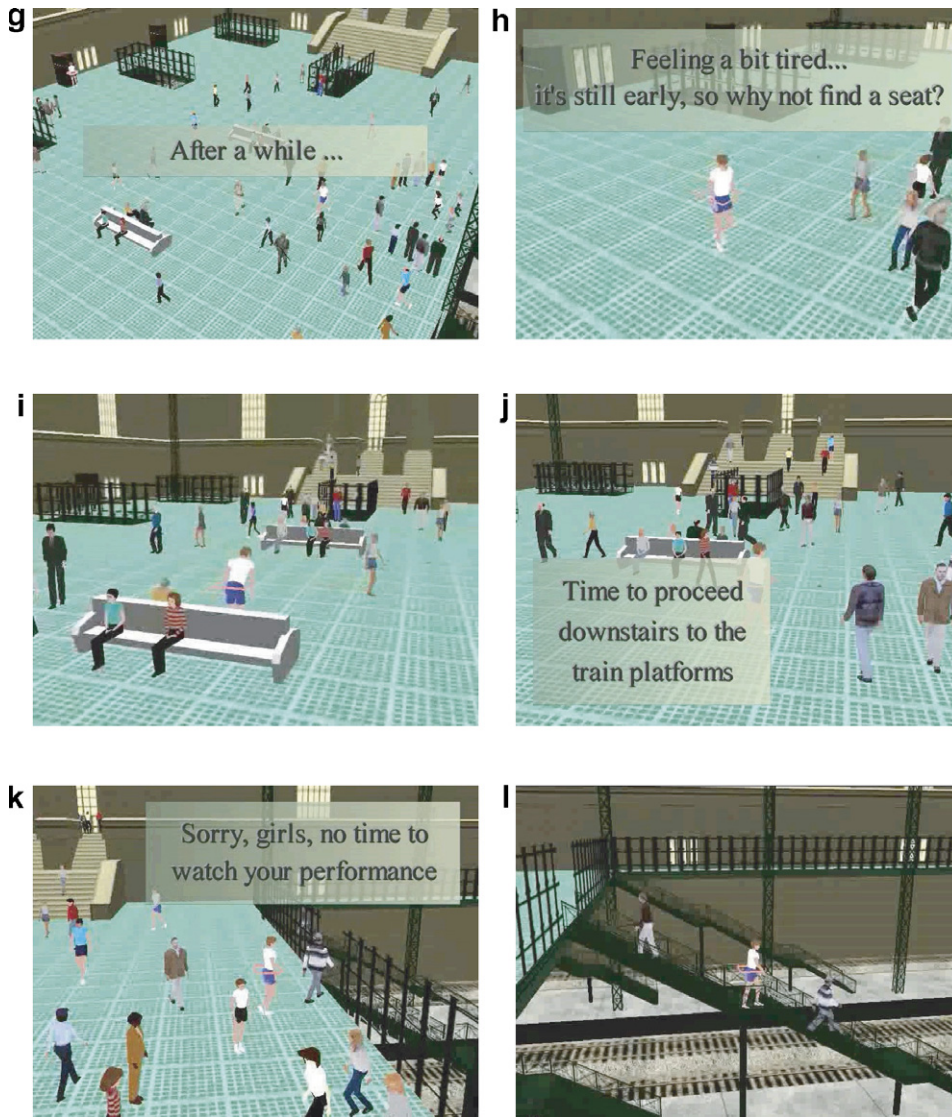 g
After a while ...
h
Feeling a bit tired...
it's still early, so why not find a seat?
i
j
Time to proceed
downstairs to the
train platforms
k
Sorry, girls, no time to
watch your performance
l